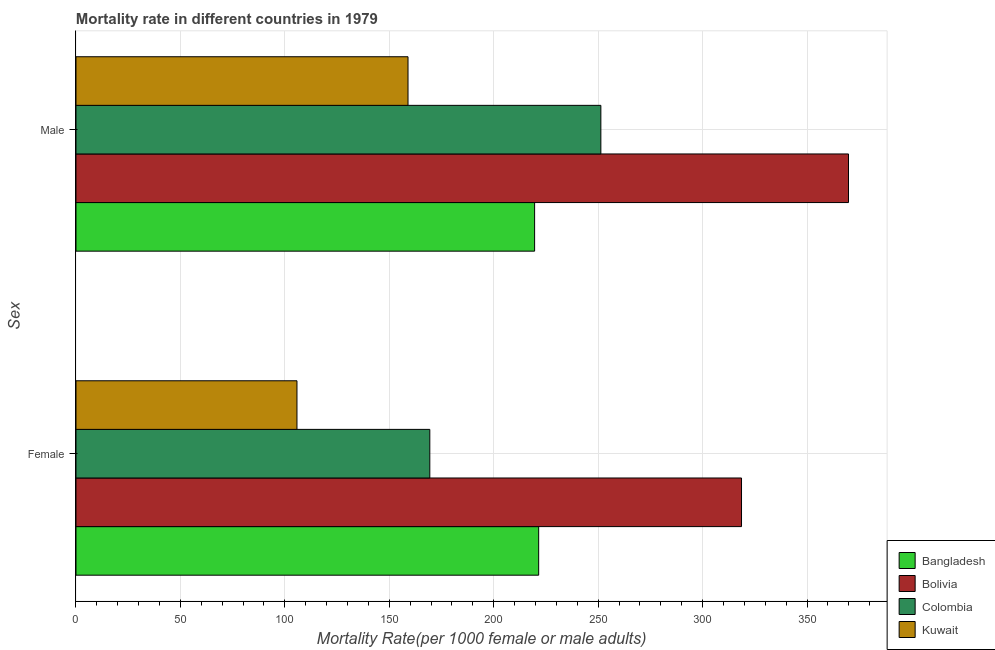 Mortality rate in different countries in 1979
Sex
Male
Female
0
50
100
150
200
250
300
350
Mortality Rate(per 1000 female or male adults)
Bangladesh
Bolivia
Colombia
Kuwait